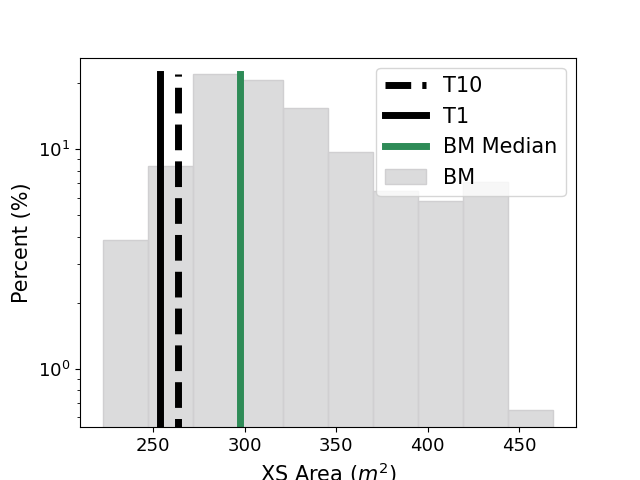 T10
T1
BM Median
BM
10¹
10⁰
Percent (%)
250 300 350 400 450
XS Area (m²)